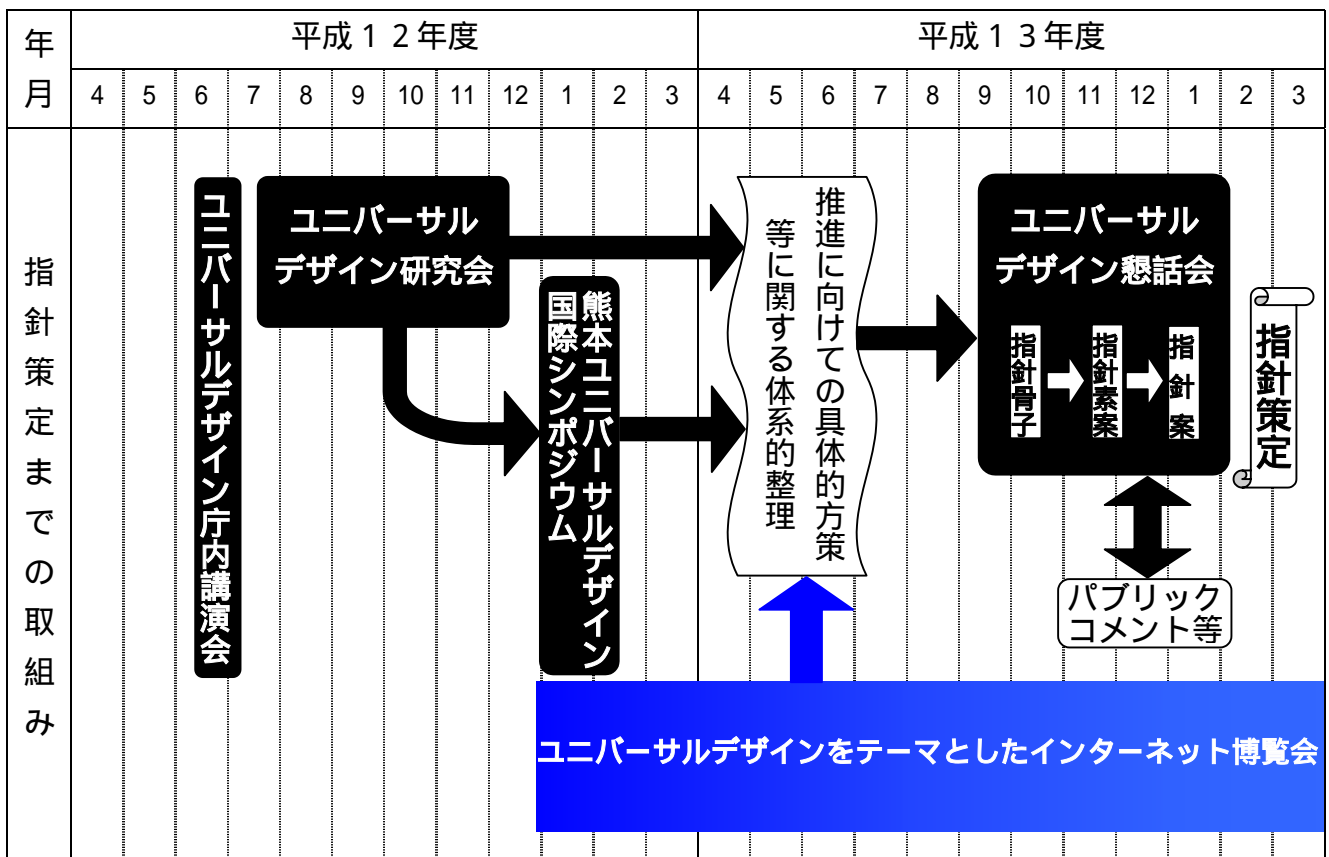 年月
平成１２年度
平成１３年度
4 5 6 7 8 9 10 11 12 1 2 3 4 5 6 7 8 9 10 11 12 1 2 3
指針策定までの取組み
ユニバーサルデザイン庁内講演会
ユニバーサル
デザイン研究会
熊本ユニバーサルデザイン
国際シンポジウム
推進に向けての具体的方策
等に関する体系的整理
ユニバーサル
デザイン懇話会
指針骨子
指針素案
指針案
指針策定
パブリック
コメント等
ユニバーサルデザインをテーマとしたインターネット博覧会